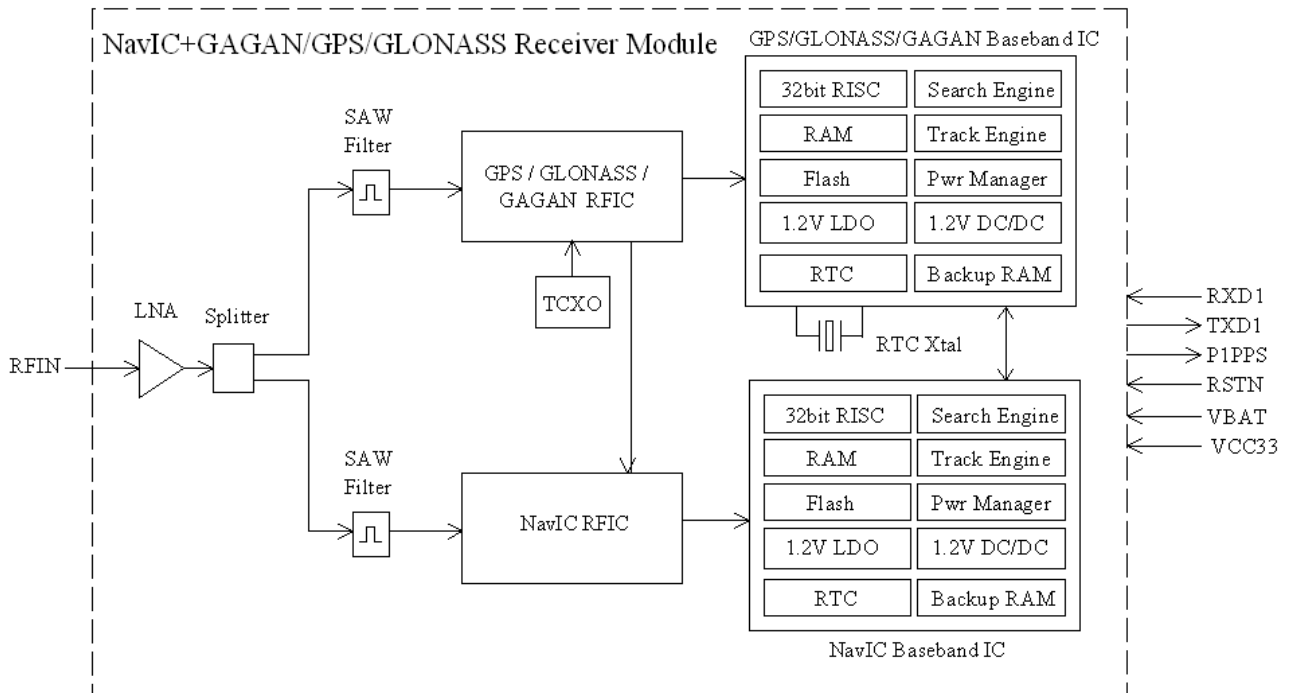 NavIC+GAGAN/GPS/GLONASS Receiver Module
GPS/GLONASS/GAGAN Baseband IC
32bit RISC
Search Engine
RAM
Track Engine
Flash
Pwr Manager
1.2V LDO
1.2V DC/DC
RTC
Backup RAM
SAW
Filter
GPS / GLONASS /
GAGAN RFIC
TCXO
LNA
Splitter
RFIN
RTC Xtal
RXD1
TXD1
P1PPS
RSTN
VBAT
VCC33
SAW
Filter
NavIC RFIC
32bit RISC
Search Engine
RAM
Track Engine
Flash
Pwr Manager
1.2V LDO
1.2V DC/DC
RTC
Backup RAM
NavIC Baseband IC